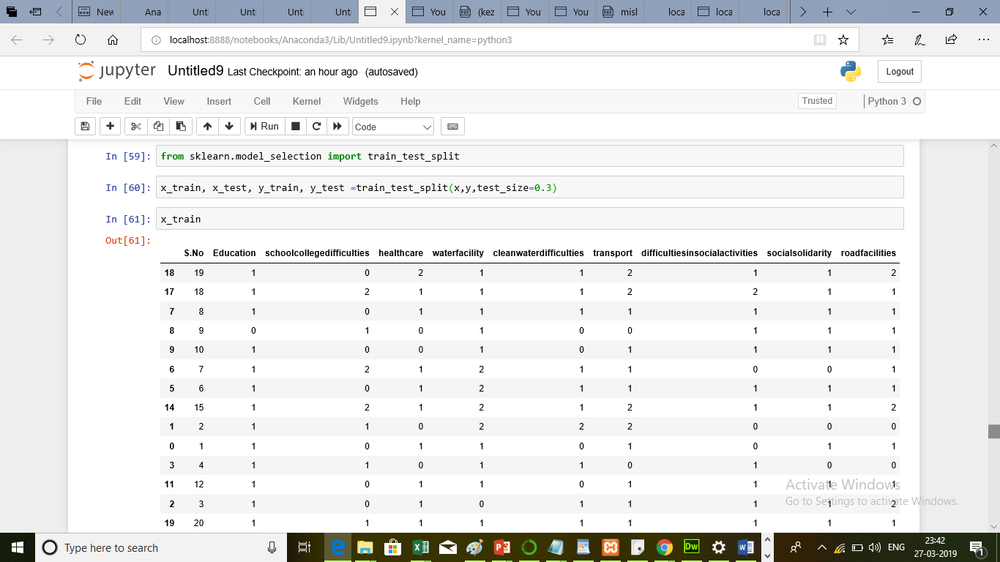 New Ana Unti Unti Unti Unti You (kez You You misl loca loca loca
localhost:8888/notebooks/Anaconda3/Lib/Untitled9.ipynb?kernel_name=python3
jupyter Untitled9 Last Checkpoint: an hour ago (autosaved) Logout
File Edit View Insert Cell Kernel Widgets Help Trusted Python 3
Run Code
In [59]: from sklearn.model_selection import train_test_split
In [60]: x_train, x_test, y_train, y_test =train_test_split(x,y,test_size=0.3)
In [61]: x_train
Out[61]:
S.No Education schoolcollegedifficulties healthcare waterfacility cleanwaterdifficulties transport difficultiesinsocialactivities socialsolidarity roadfacilities
18 19 1 0 2 1 1 2 1 1 2
17 18 1 2 1 1 1 2 2 1 1
7 8 1 0 1 1 1 1 1 1 1
8 9 0 1 0 1 0 0 1 1 1
9 10 1 0 0 1 0 1 1 1 1
6 7 1 2 1 2 1 1 0 0 1
5 6 1 0 1 2 1 1 1 1 1
14 15 1 2 1 2 1 2 1 1 2
1 2 1 1 0 2 2 2 0 0 0
0 1 1 0 1 1 0 1 0 1 1
3 4 1 1 0 1 1 0 1 0 0
11 12 1 0 1 1 0 1 1 1 1
2 3 1 0 1 0 1 1 1 1 2
19 20 1 1 1 1 1 1 1 1 1
Activate Windows
Go to Settings to activate Windows.
Type here to search Dw ENG 23:42
27-03-2019 1